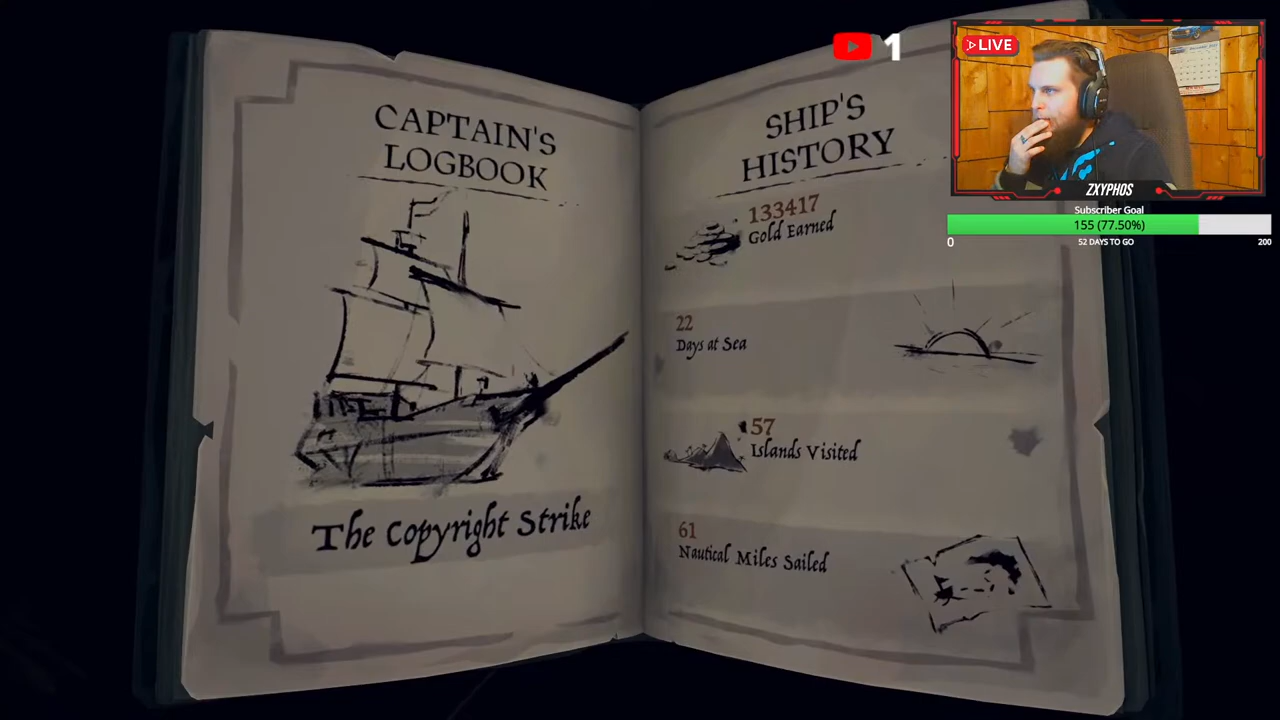 CAPTAIN'S
LOGBOOK
The Copyright Strike
SHIP'S
HISTORY
133417
Gold Earned
22
Days at Sea
57
Islands Visited
61
Nautical Miles Sailed
1
LIVE
ZXYPHOS
Subscriber Goal
155 (77.50%)
0
52 DAYS TO GO
200